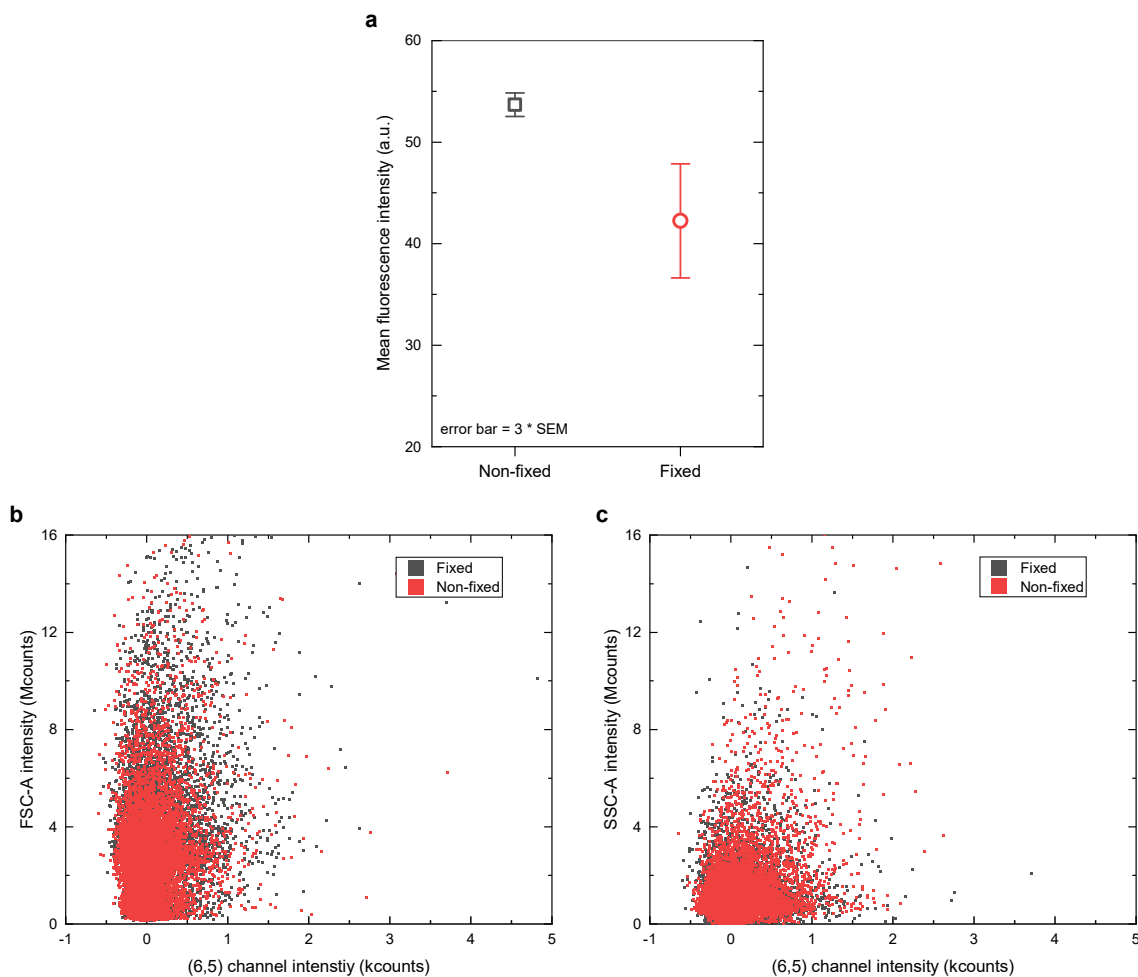 a
60
50
40
30
20
Mean fluorescence intensity (a.u.)
error bar = 3 * SEM
Non-fixed Fixed
b
16
12
8
4
0
FSC-A intensity (Mcounts)
Fixed
Non-fixed
-1 0 1 2 3 4 5
(6,5) channel intenstiy (kcounts)
c
16
12
8
4
0
SSC-A intensity (Mcounts)
Fixed
Non-fixed
-1 0 1 2 3 4 5
(6,5) channel intensity (kcounts)